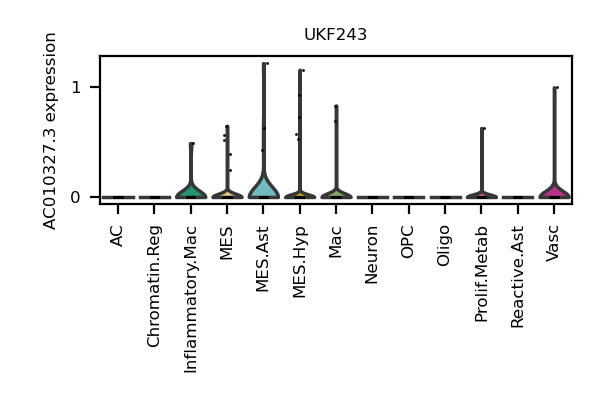 UKF243
AC010327.3 expression
1
0
AC
Chromatin.Reg
Inflammatory.Mac
MES
MES.Ast
MES.Hyp
Mac
Neuron
OPC
Oligo
Prolif.Metab
Reactive.Ast
Vasc